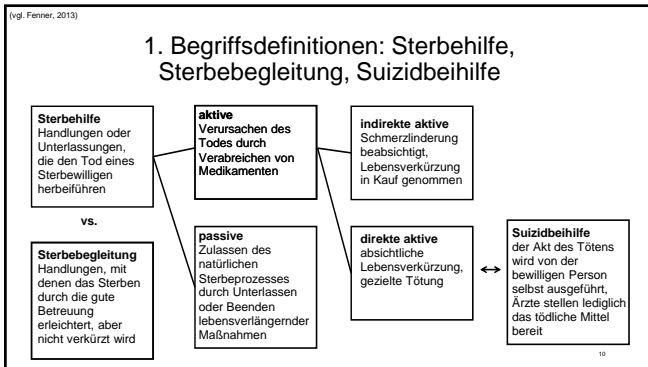 (vgl. Fenner, 2013)
1. Begriffsdefinitionen: Sterbehilfe,
Sterbebegleitung, Suizidbeihilfe
Sterbehilfe
Handlungen oder
Unterlassungen,
die den Tod eines
Sterbewilligen
herbeiführen
vs.
Sterbebegleitung
Handlungen, mit
denen das Sterben
durch die gute
Betreuung
erleichtert, aber
nicht verkürzt wird
aktive
Verursachen des
Todes durch
Verabreichen von
Medikamenten
passive
Zulassen des
natürlichen
Sterbeprozesses
durch Unterlassen
oder Beenden
lebensverlängernder
Maßnahmen
indirekte aktive
Schmerzlinderung
beabsichtigt,
Lebensverkürzung
in Kauf genommen
direkte aktive
absichtliche
Lebensverkürzung,
gezielte Tötung
Suizidbeihilfe
der Akt des Tötens
wird von der
bewilligen Person
selbst ausgeführt,
Ärzte stellen lediglich
das tödliche Mittel
bereit
10